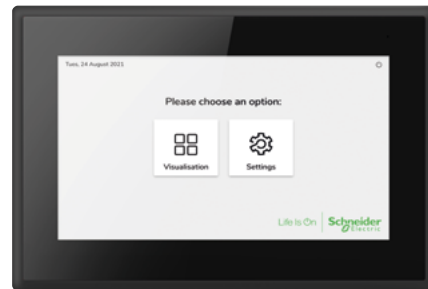 Tues, 24 August 2021
Please choose an option:
Visualisation
Settings
Life Is On
Schneider
Electric